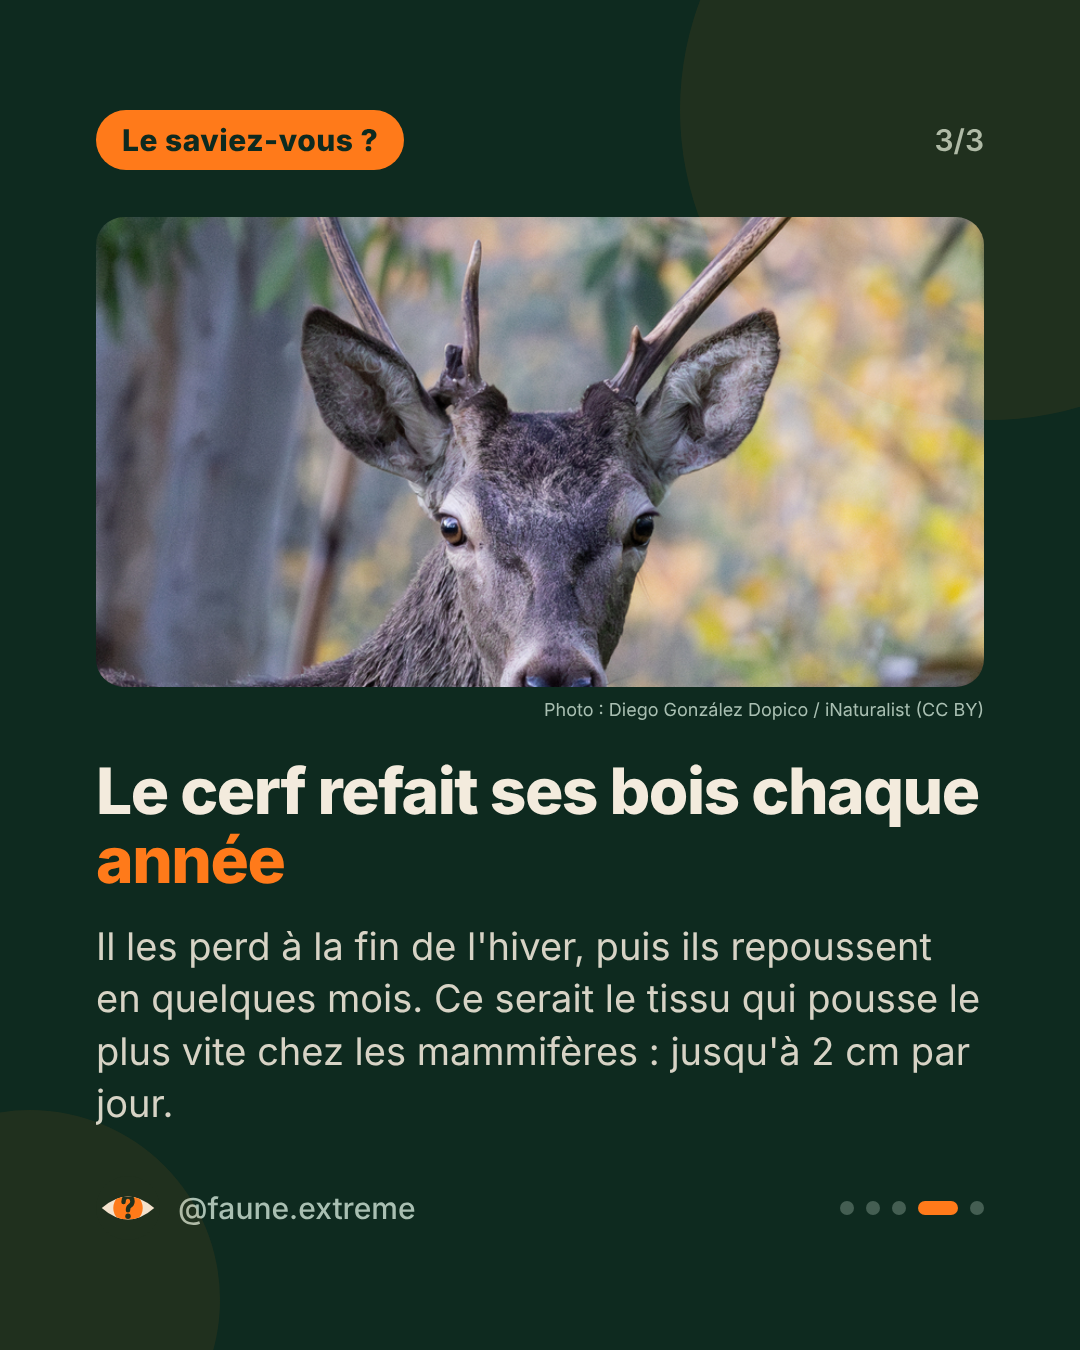 Le saviez-vous ?
3/3
Photo : Diego González Dopico / iNaturalist (CC BY)
Le cerf refait ses bois chaque
année
Il les perd à la fin de l'hiver, puis ils repoussent
en quelques mois. Ce serait le tissu qui pousse le
plus vite chez les mammifères : jusqu'à 2 cm par
jour.
?
@faune.extreme